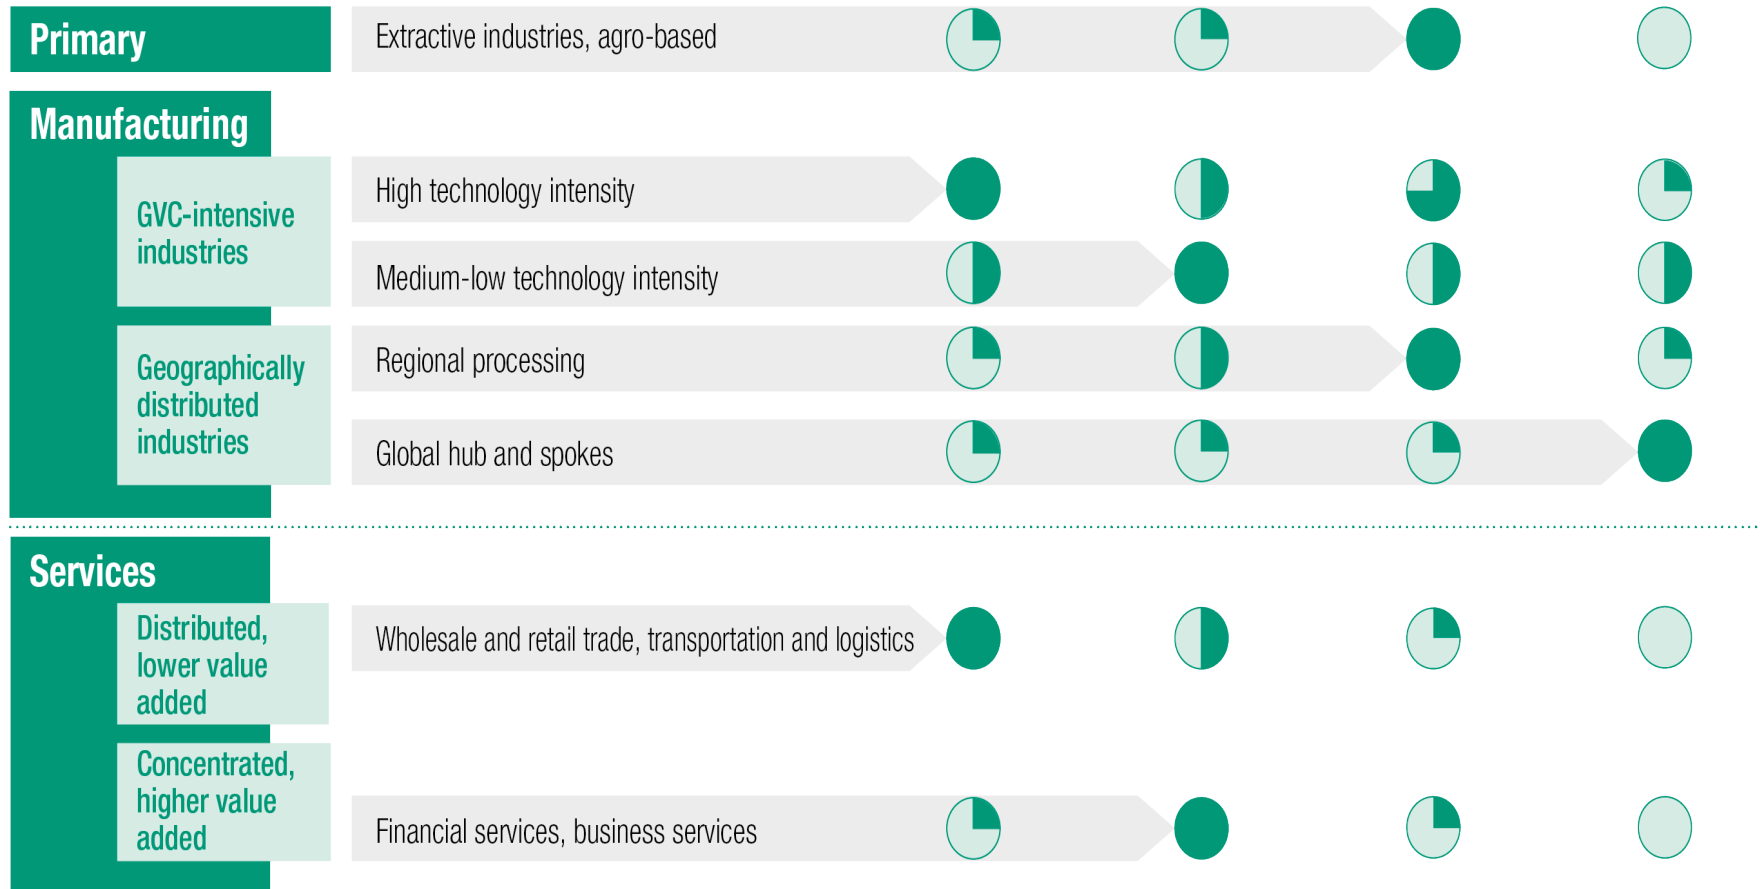 Primary
Extractive industries, agro-based
Manufacturing
GVC-intensive
industries
High technology intensity
Medium-low technology intensity
Geographically
distributed
industries
Regional processing
Global hub and spokes
Services
Distributed,
lower value
added
Wholesale and retail trade, transportation and logistics
Concentrated,
higher value
added
Financial services, business services